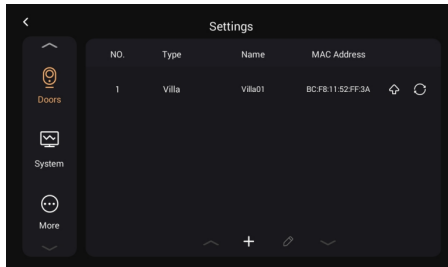 Settings
NO. Type Name MAC Address
1 Villa Villa01 BC:F8:11:52:FF:3A
Doors
System
More